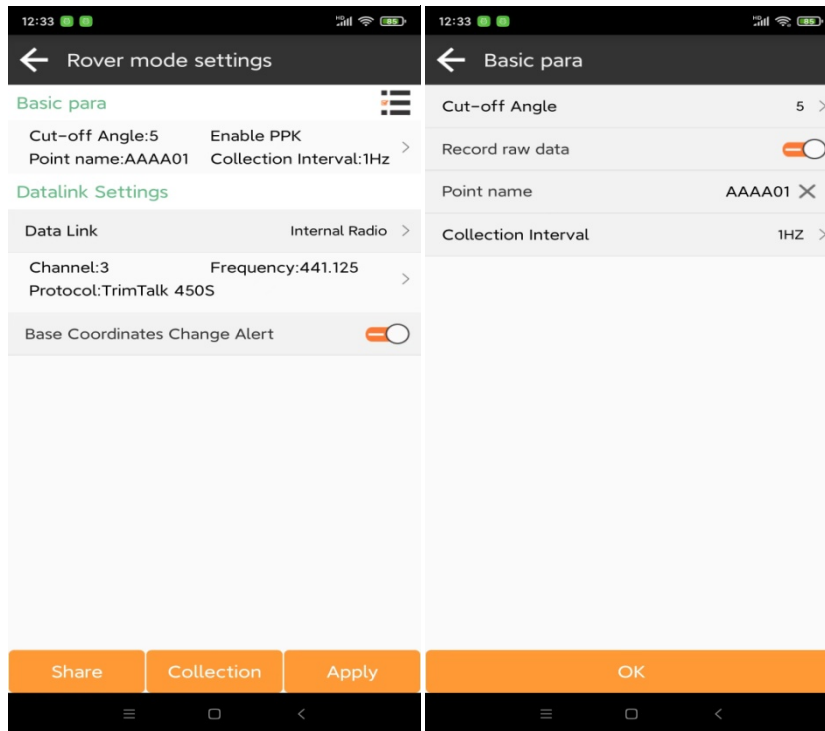 12:33
85
Rover mode settings
Basic para
Cut-off Angle:5 Enable PPK
Point name:AAAA01 Collection Interval:1Hz
Datalink Settings
Data Link Internal Radio
Channel:3 Frequency:441.125
Protocol:TrimTalk 450S
Base Coordinates Change Alert
Share Collection Apply
12:33
85
Basic para
Cut-off Angle 5
Record raw data
Point name AAAA01
Collection Interval 1HZ
OK